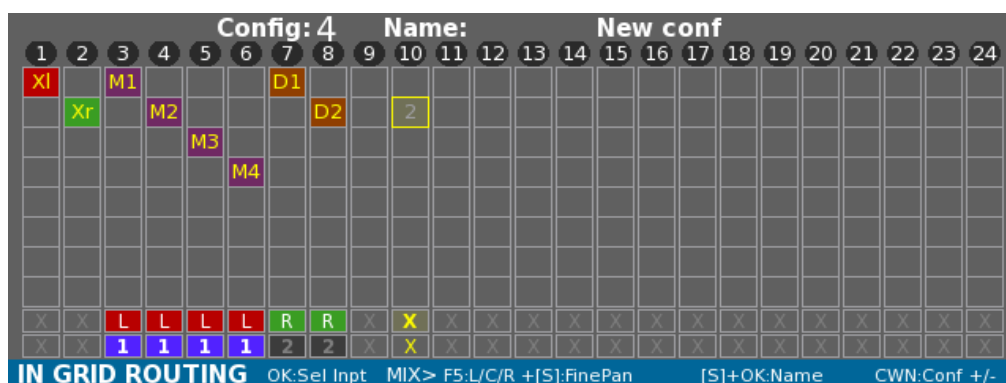 Config: 4 Name: New conf
1 2 3 4 5 6 7 8 9 10 11 12 13 14 15 16 17 18 19 20 21 22 23 24
Xl M1 D1
Xr M2 D2 2
M3
M4
X X L L L L R R X X X X X X X X X X X X X X X X
X X 1 1 1 1 2 2 X X X X X X X X X X X X X X X X
IN GRID ROUTING OK:Sel Inpt MIX> F5:L/C/R +[S]:FinePan [S]+OK:Name CWN:Conf +/-